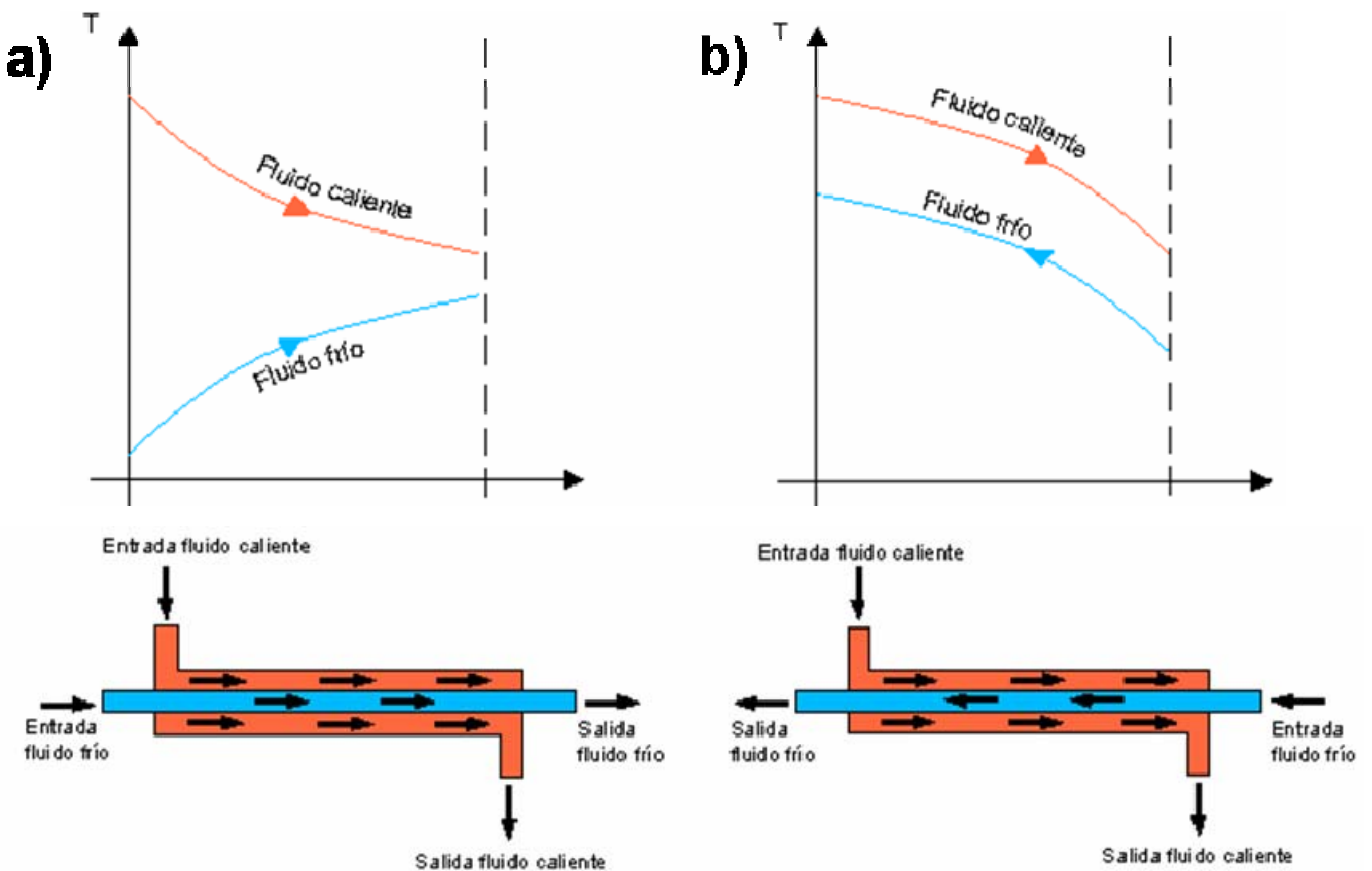 a)
T
Fluido caliente
Fluido frío
Entrada fluido caliente
Entrada
fluido frío
Salida
fluido frío
Salida fluido caliente
b)
T
Fluido caliente
Fluido frío
Entrada fluido caliente
Salida
fluido frío
Entrada
fluido frío
Salida fluido caliente